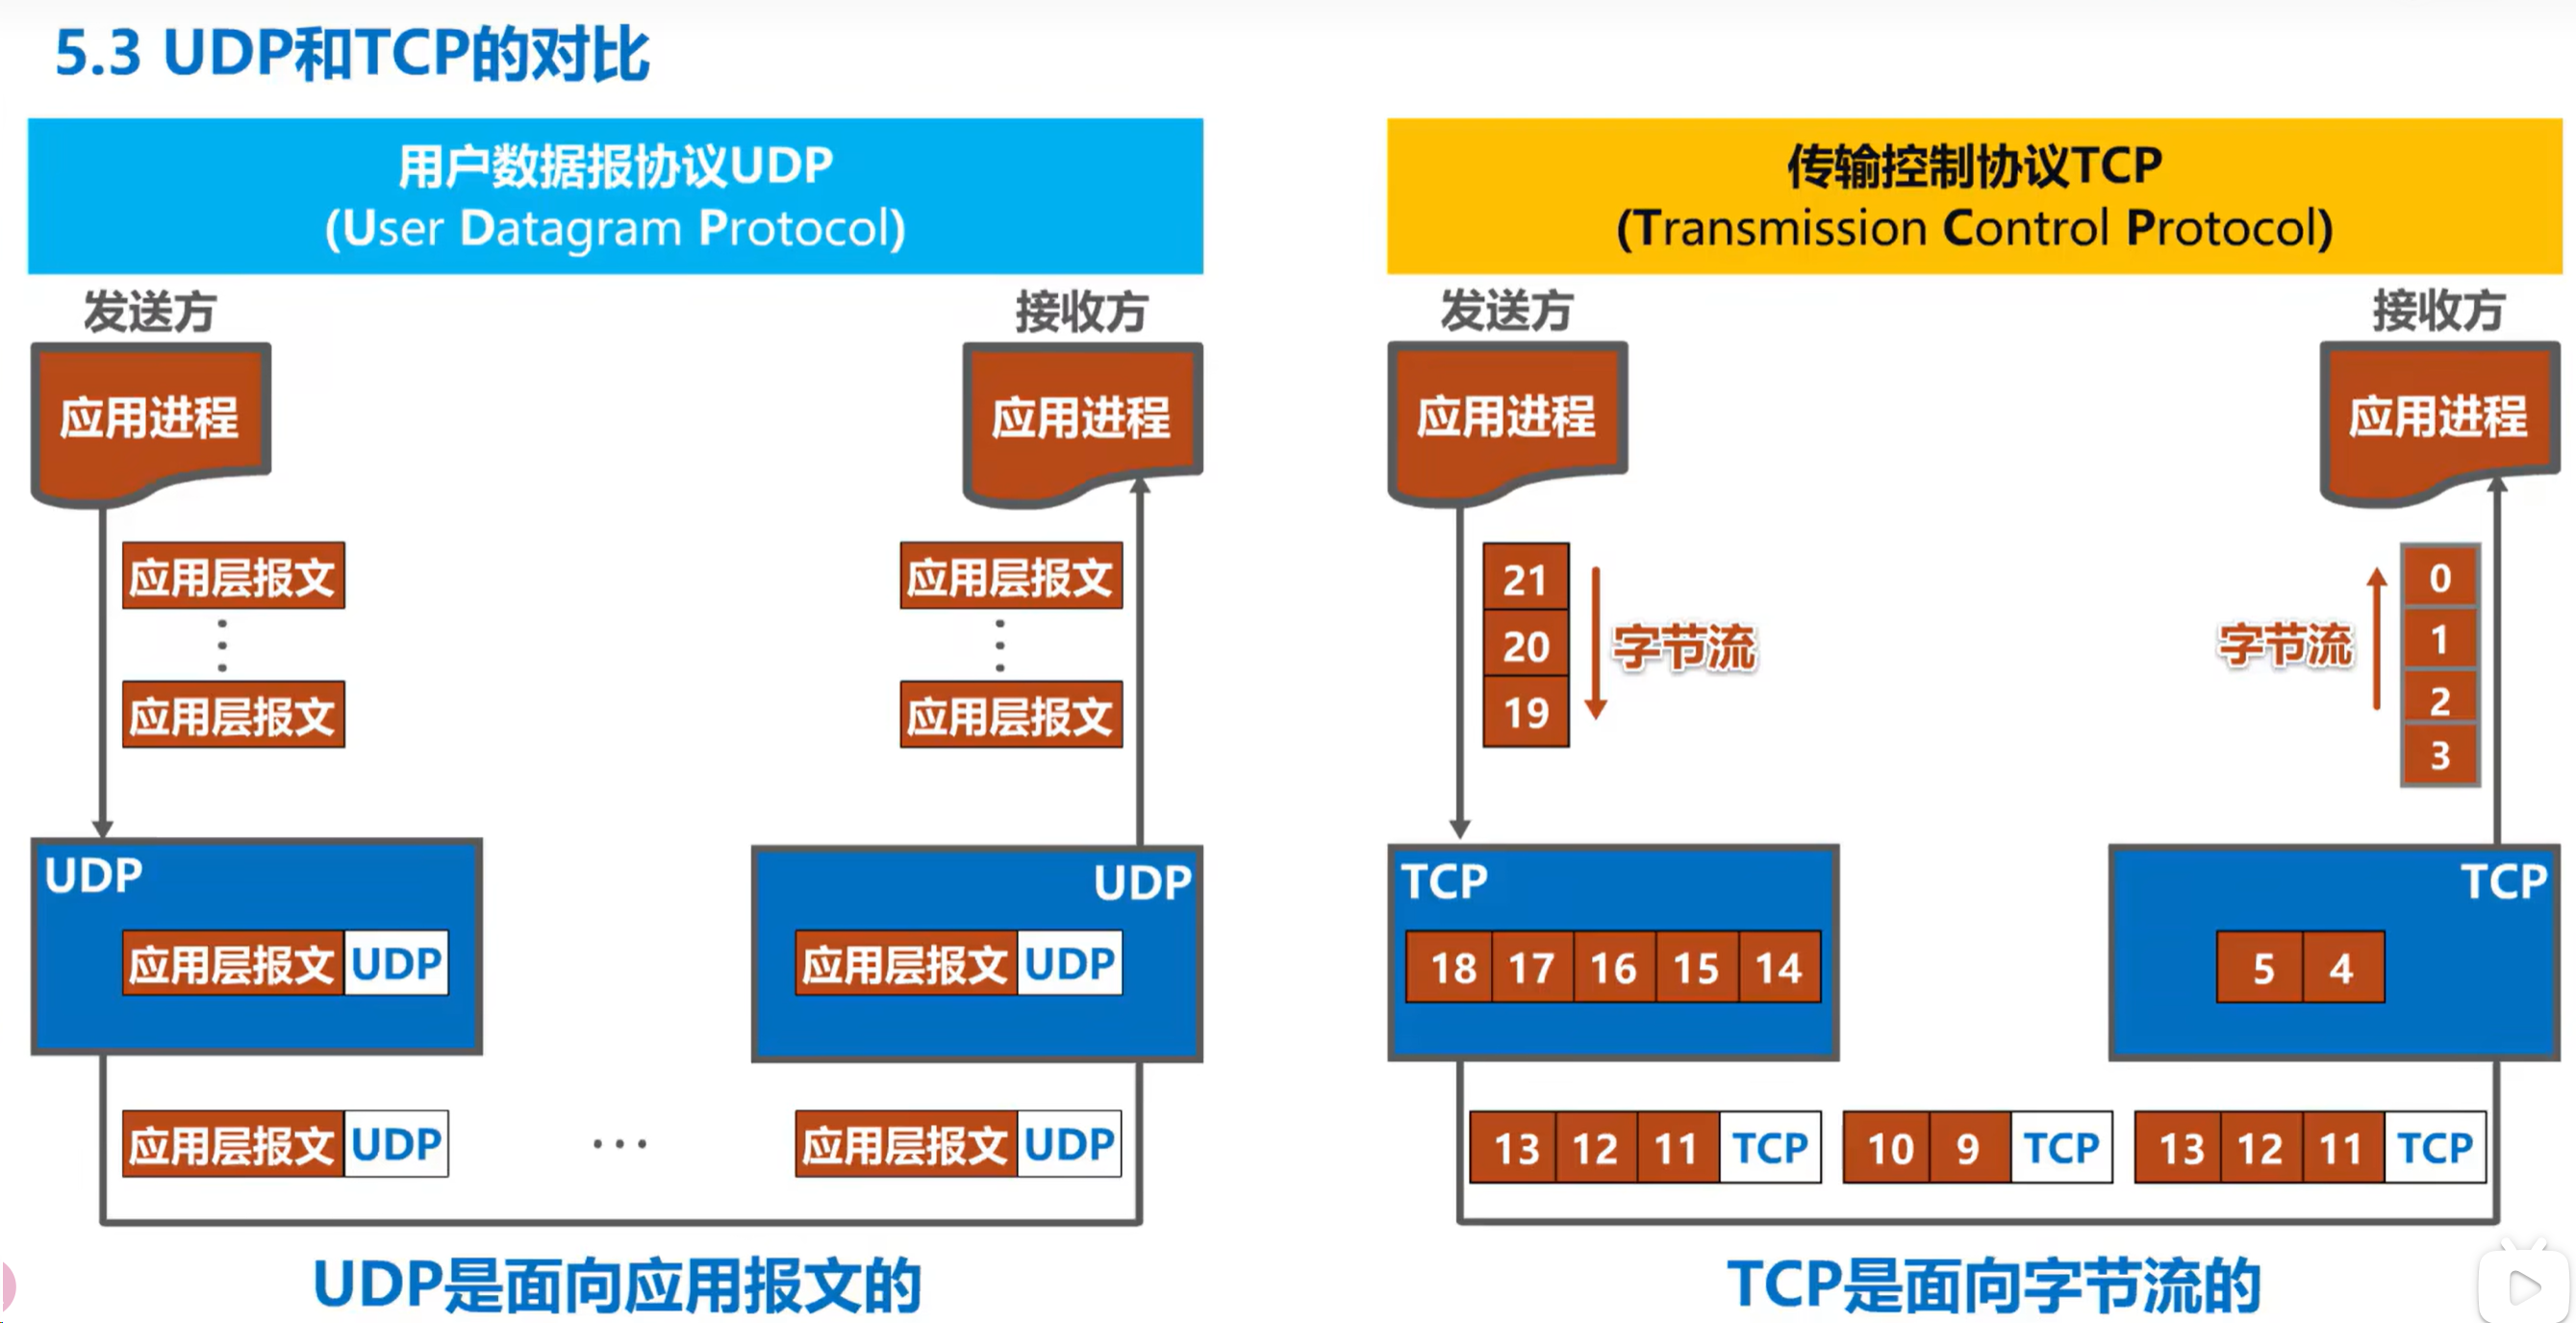 5.3 UDP和TCP的对比
用户数据报协议UDP
(User Datagram Protocol)
发送方
接收方
应用进程
应用进程
应用层报文
应用层报文
应用层报文
应用层报文
UDP
UDP
应用层报文 UDP
应用层报文 UDP
应用层报文 UDP
应用层报文 UDP
UDP是面向应用报文的
传输控制协议TCP
(Transmission Control Protocol)
发送方
接收方
应用进程
应用进程
21
20
19
字节流
字节流
0
1
2
3
TCP
TCP
18 17 16 15 14
5 4
13 12 11 TCP
10 9 TCP
13 12 11 TCP
TCP是面向字节流的